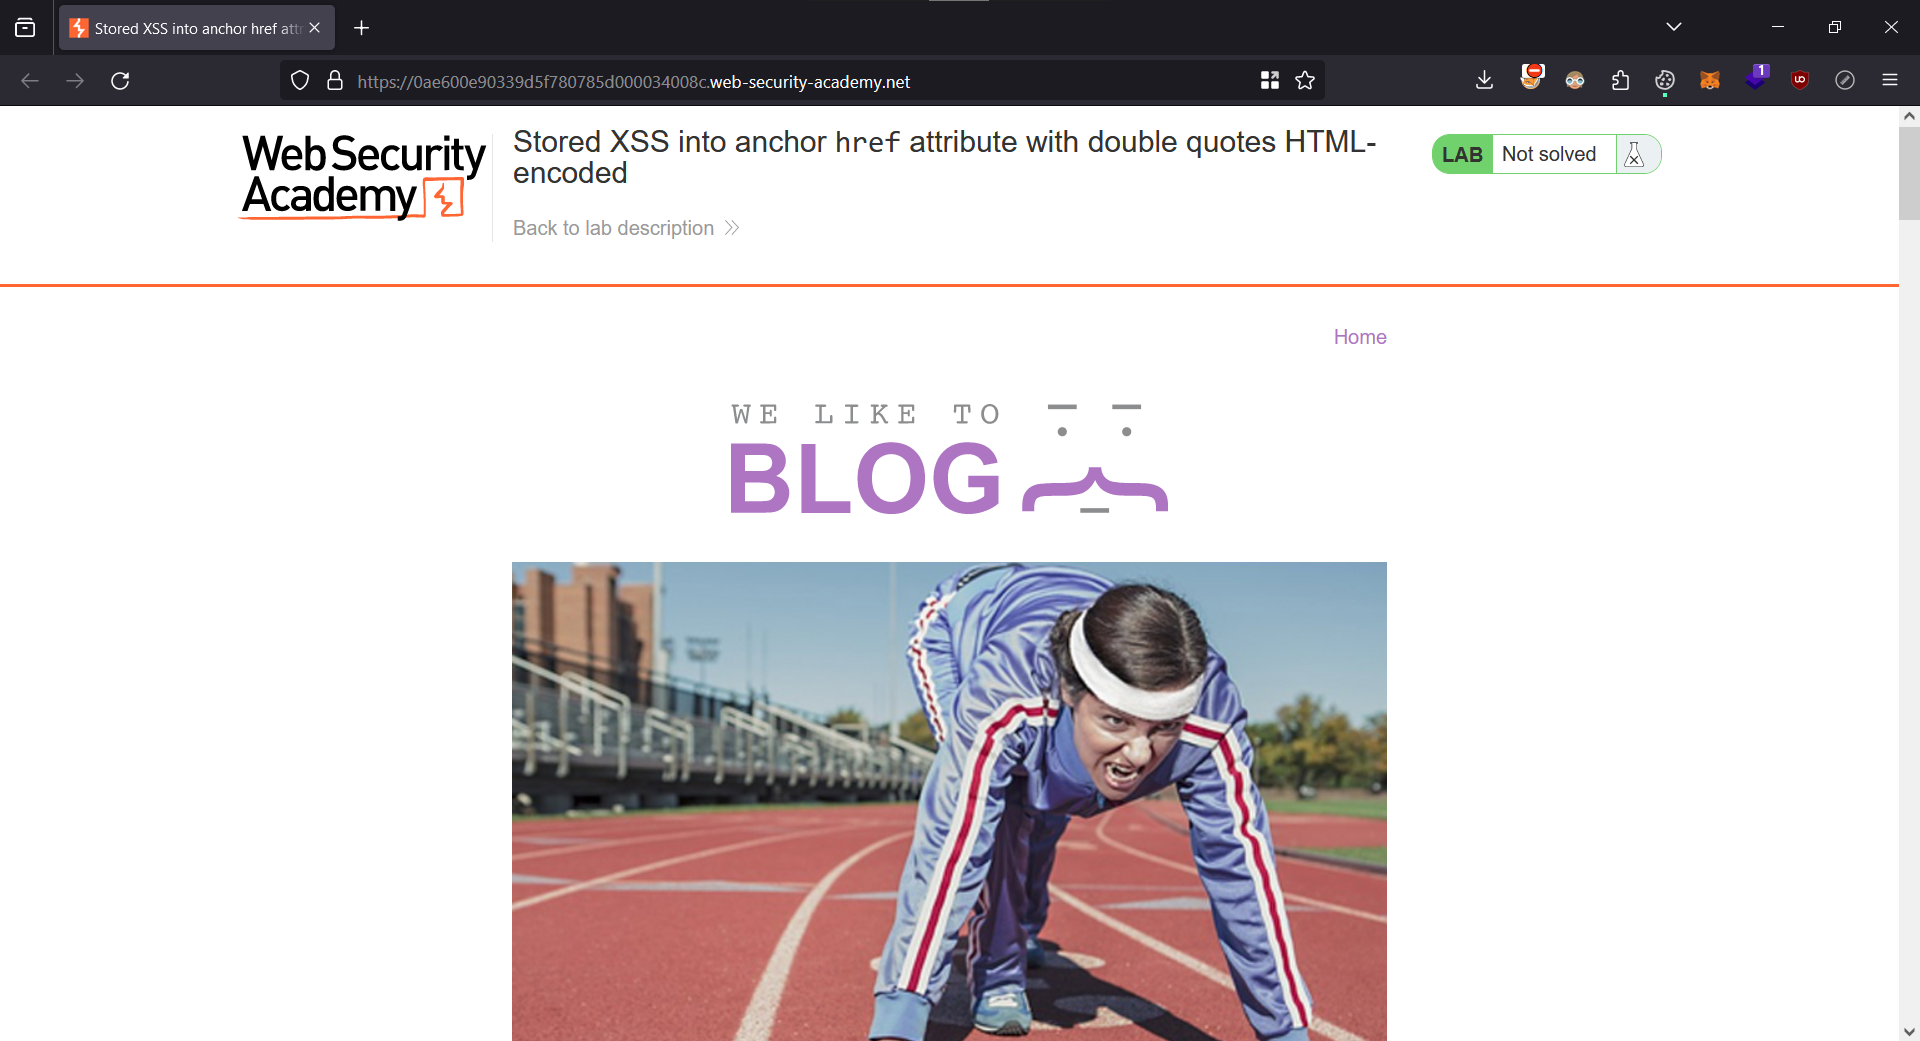 Stored XSS into anchor href attr
https://0ae600e90339d5f780785d000034008c.web-security-academy.net
1
Web Security
Academy
Stored XSS into anchor href attribute with double quotes HTML-
encoded
Back to lab description
LAB Not solved
Home
WE LIKE TO
BLOG